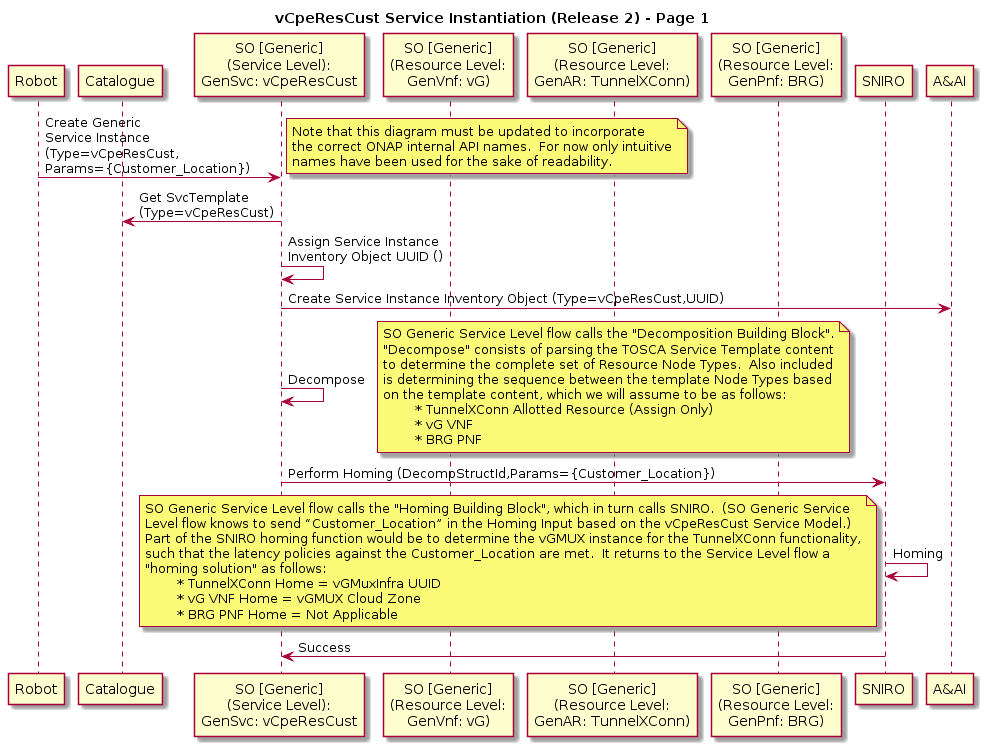 vCpeResCust Service Instantiation (Release 2) - Page 1
Robot
Catalogue
SO [Generic]
(Service Level):
GenSvc: vCpeResCust
SO [Generic]
(Resource Level:
GenVnf: vG)
SO [Generic]
(Resource Level:
GenAR: TunnelXConn)
SO [Generic]
(Resource Level:
GenPnf: BRG)
SNIRO
A&AI
Create Generic
Service Instance
(Type=vCpeResCust,
Params={Customer_Location})
Note that this diagram must be updated to incorporate
the correct ONAP internal API names.  For now only intuitive
names have been used for the sake of readability.
Get SvcTemplate
(Type=vCpeResCust)
Assign Service Instance
Inventory Object UUID ()
Create Service Instance Inventory Object (Type=vCpeResCust,UUID)
Decompose
SO Generic Service Level flow calls the "Decomposition Building Block".
"Decompose" consists of parsing the TOSCA Service Template content
to determine the complete set of Resource Node Types.  Also included
is determining the sequence between the template Node Types based
on the template content, which we will assume to be as follows:
* TunnelXConn Allotted Resource (Assign Only)
* vG VNF
* BRG PNF
Perform Homing (DecompStructId,Params={Customer_Location})
SO Generic Service Level flow calls the "Homing Building Block", which in turn calls SNIRO.  (SO Generic Service
Level flow knows to send “Customer_Location” in the Homing Input based on the vCpeResCust Service Model.)
Part of the SNIRO homing function would be to determine the vGMUX instance for the TunnelXConn functionality,
such that the latency policies against the Customer_Location are met.  It returns to the Service Level flow a
"homing solution" as follows:
* TunnelXConn Home = vGMuxInfra UUID
* vG VNF Home = vGMUX Cloud Zone
* BRG PNF Home = Not Applicable
Homing
Success
Robot
Catalogue
SO [Generic]
(Service Level):
GenSvc: vCpeResCust
SO [Generic]
(Resource Level:
GenVnf: vG)
SO [Generic]
(Resource Level:
GenAR: TunnelXConn)
SO [Generic]
(Resource Level:
GenPnf: BRG)
SNIRO
A&AI